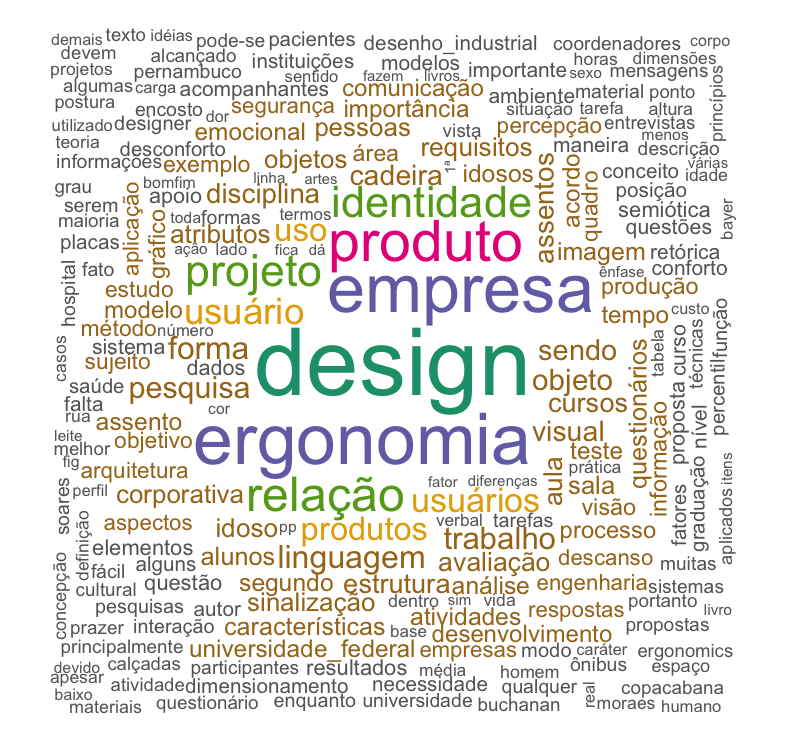 demais texto idéias pode-se pacientes desenho_industrial coordenadores corpo
devem alcançado instituições modelos horas dimensões
projetos pernambuco sentido fazem livros importante sexo mensagens
algumas carga acompanhantes comunicação ambiente material ponto
postura encosto segurança importância situação tarefa altura princípios
utilizado designer dor emocional pessoas vista percepção entrevistas
teoria desconforto requisitos maneira menos descrição
informações exemplo objetos área 1ª assentos acordo quadro conceito várias
grau bomfim linha artes cadeira idosos posição idade
serem apoio disciplina identidade semiótica
maioria toda formas termos bayer
placas aplicação gráfico atributos uso produto questões
ação lado fica dá imagem retórica
fato projeto empresa ênfase conforto
hospital estudo produção
modelo usuário tempo custo
método número função
casos sistema forma design sendo tabela curso técnicas
sujeito dados
saúde pesquisa objeto questionários percentil
falta cor cursos proposta
rua assento ergonomia visual informação nível
leite melhor objetivo teste
fig arquitetura prática
perfil fator diferenças aula sala itens
soares corporativa relação usuários visão fatores graduação aplicados
aspectos idoso pp produtos verbal tarefas processo
definição elementos trabalho
concepção alguns alunos linguagem avaliação descanso muitas
fácil
cultural questão segundo estrutura análise engenharia sistemas
pesquisas autor sinalização dentro sim vida respostas portanto livro
prazer interação características base atividades desenvolvimento propostas
principalmente universidade_federal empresas modo caráter ergonomics
devido calçadas participantes resultados média homem ônibus espaço
apesar atividade dimensionamento necessidade qualquer real copacabana
baixo materiais questionário enquanto universidade buchanan moraes humano